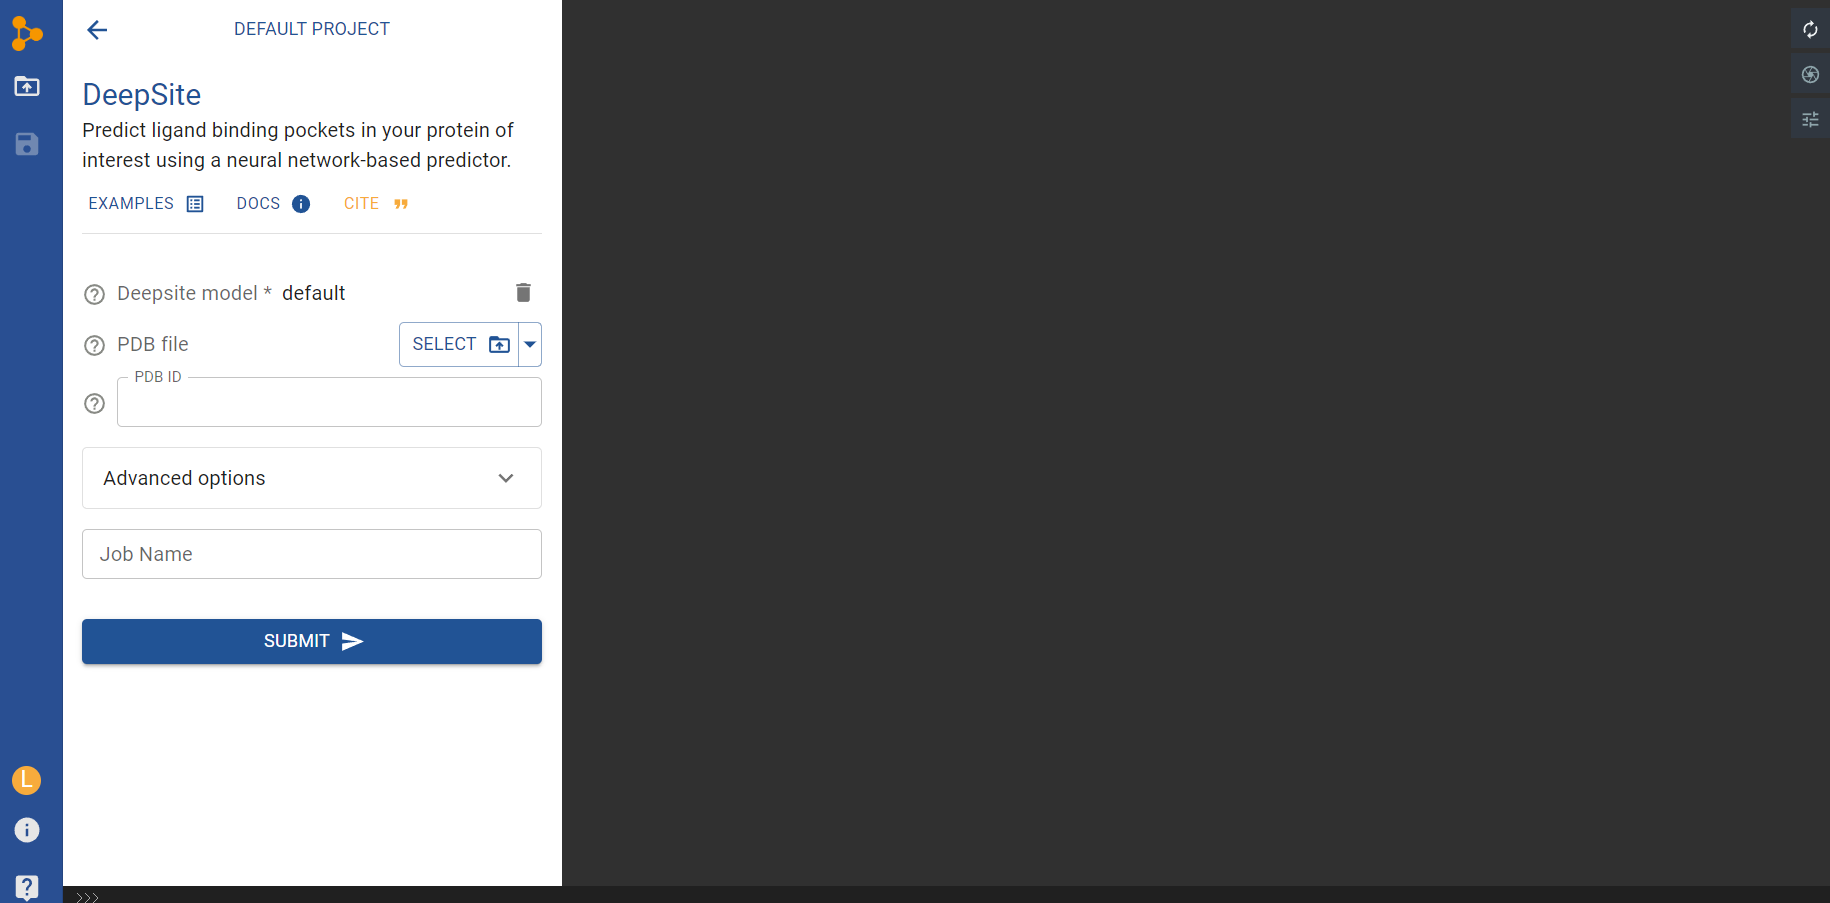 DEFAULT PROJECT
DeepSite
Predict ligand binding pockets in your protein of
interest using a neural network-based predictor.
EXAMPLES DOCS i CITE
? Deepsite model * default
? PDB file SELECT
PDB ID
?
Advanced options
Job Name
SUBMIT
L
i
?
>>>